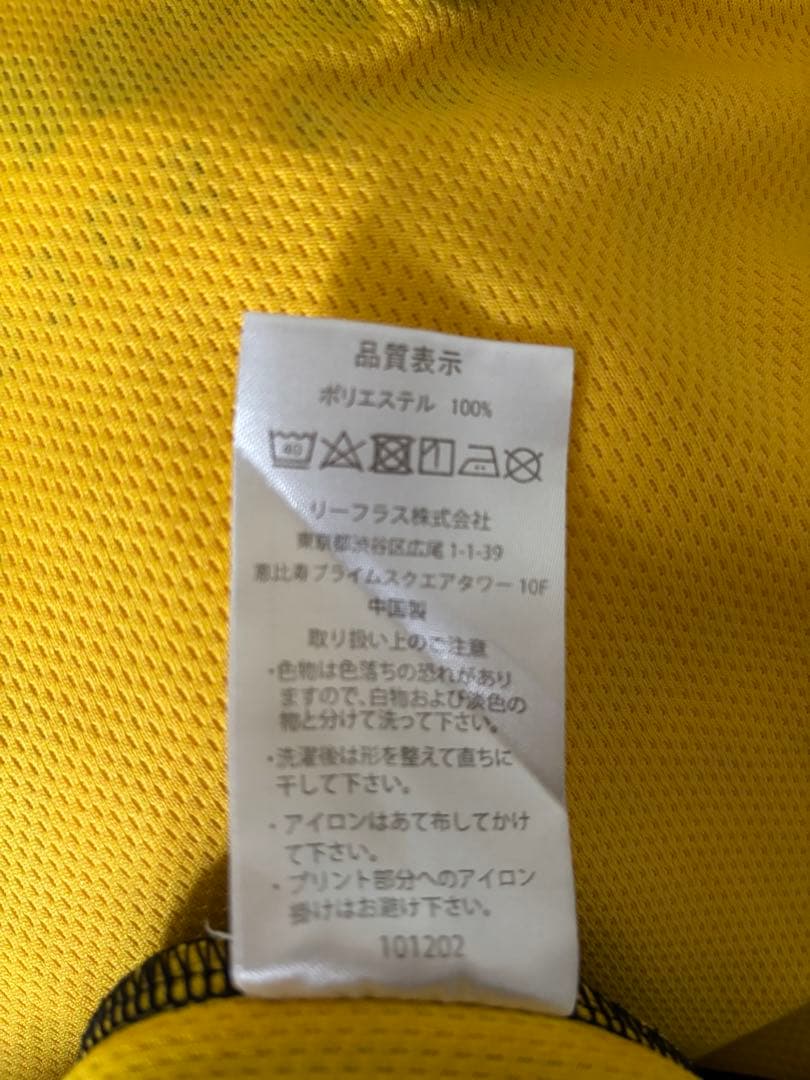 品質表示
ポリエステル 100%
40
リーフラス株式会社
東京都渋谷区広尾 1-1-39
恵比寿プライムスクエアタワー 10F
中国製
取り扱い上のご注意
・色物は色落ちの恐れがあり
ますので、白物および淡色の
物と分けて洗って下さい。
・洗濯後は形を整えて直ちに
干して下さい。
・アイロンはあて布してかけ
て下さい。
・プリント部分へのアイロン
掛けはお避け下さい。
101202